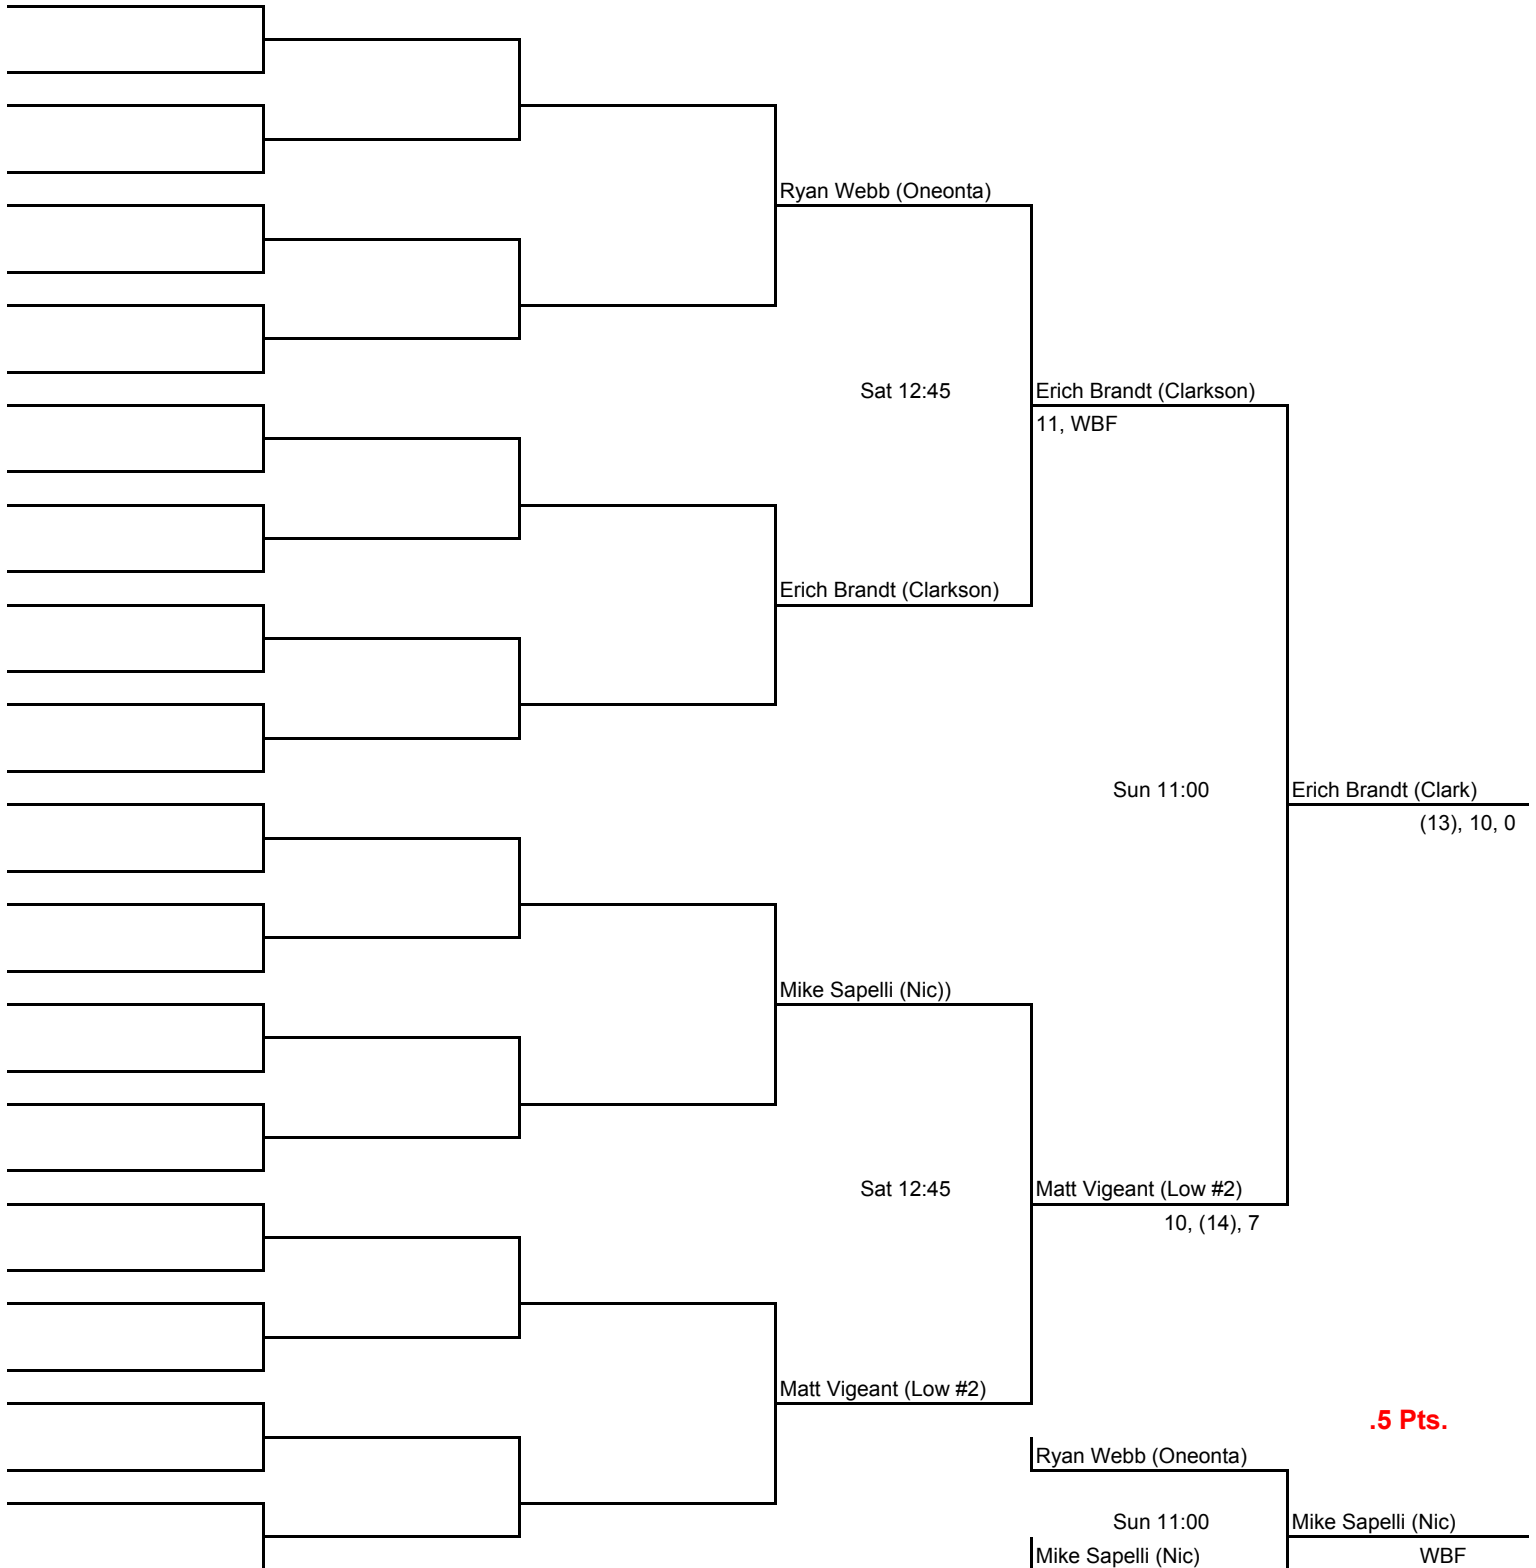 Ryan Webb (Oneonta)
Sat 12:45
Erich Brandt (Clarkson)
11, WBF
Erich Brandt (Clarkson)
Sun 11:00
Erich Brandt (Clark)
(13), 10, 0
Mike Sapelli (Nic))
Sat 12:45
Matt Vigeant (Low #2)
10, (14), 7
Matt Vigeant (Low #2)
.5 Pts.
Ryan Webb (Oneonta)
Sun 11:00
Mike Sapelli (Nic)
Mike Sapelli (Nic)
WBF